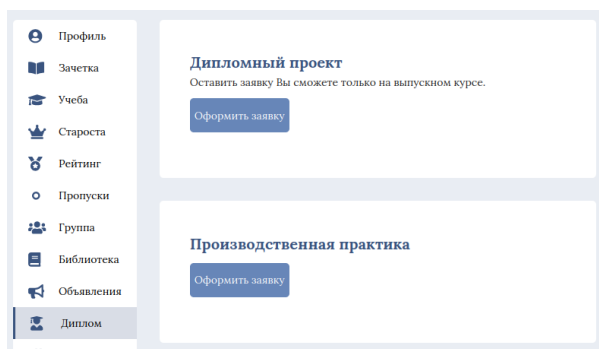 Профиль
Зачетка
Учеба
Староста
Рейтинг
Пропуски
Группа
Библиотека
Объявления
Диплом
Дипломный проект
Оставить заявку Вы сможете только на выпускном курсе.
Оформить заявку
Производственная практика
Оформить заявку